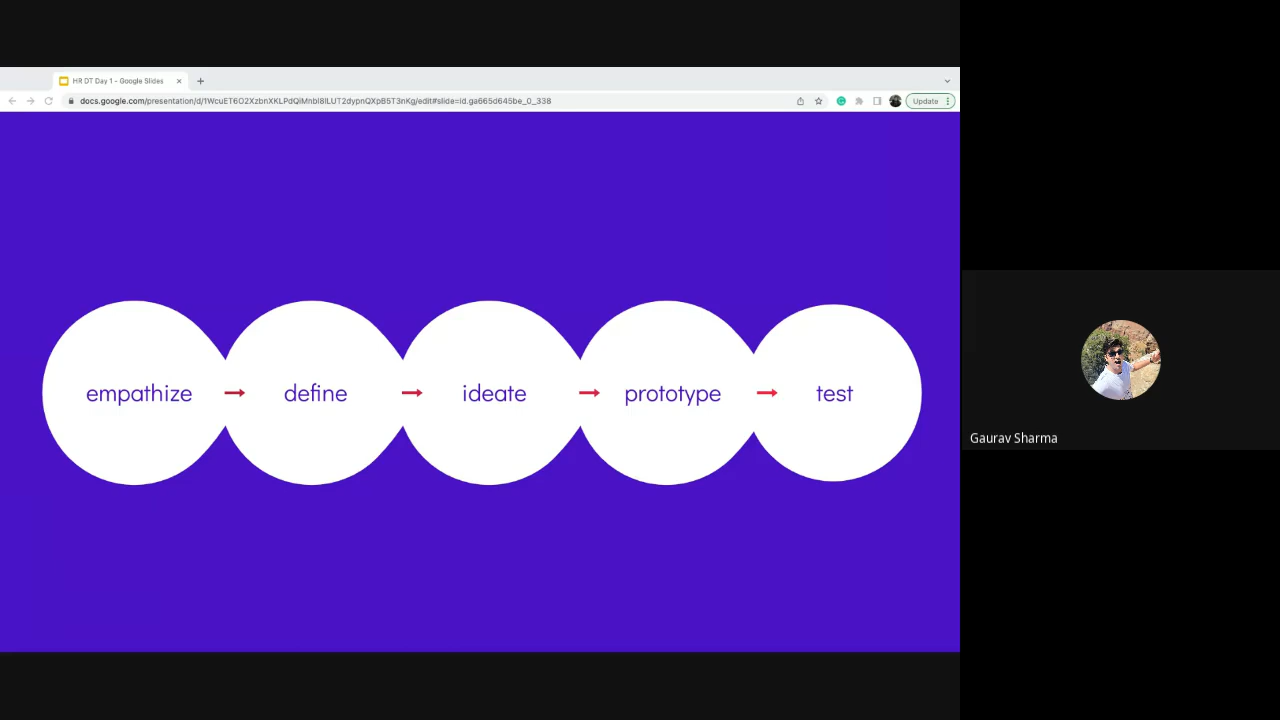 HR DT Day 1 - Google Slides
docs.google.com/presentation/d/1WcuET6O2XzbnXKLPdQiMnbI8ILUT2dypnQXpB5T3nKg/edit#slide=id.ga665d645be_0_338
Update
empathize → define → ideate → prototype → test
Gaurav Sharma